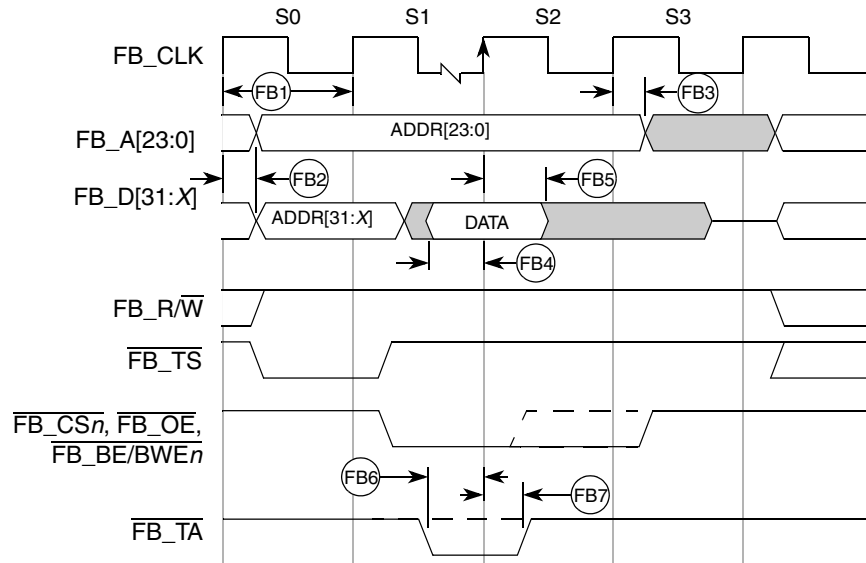 S0 S1 S2 S3
FB_CLK
FB1
FB3
FB_A[23:0]
ADDR[23:0]
FB2
FB5
FB_D[31:X]
ADDR[31:X]
DATA
FB4
FB_R/W
FB_TS
FB_CSn, FB_OE,
FB_BE/BWEn
FB6
FB7
FB_TA